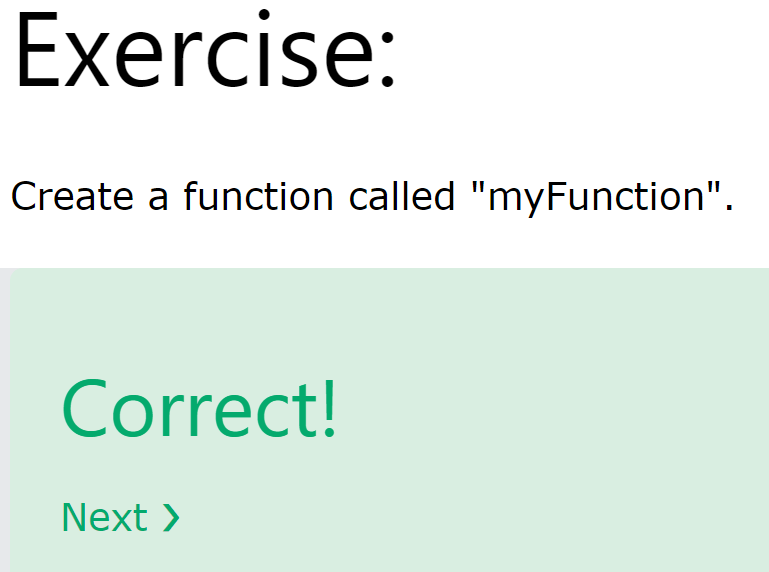 Exercise:
Create a function called "myFunction".
Correct!
Next ❯